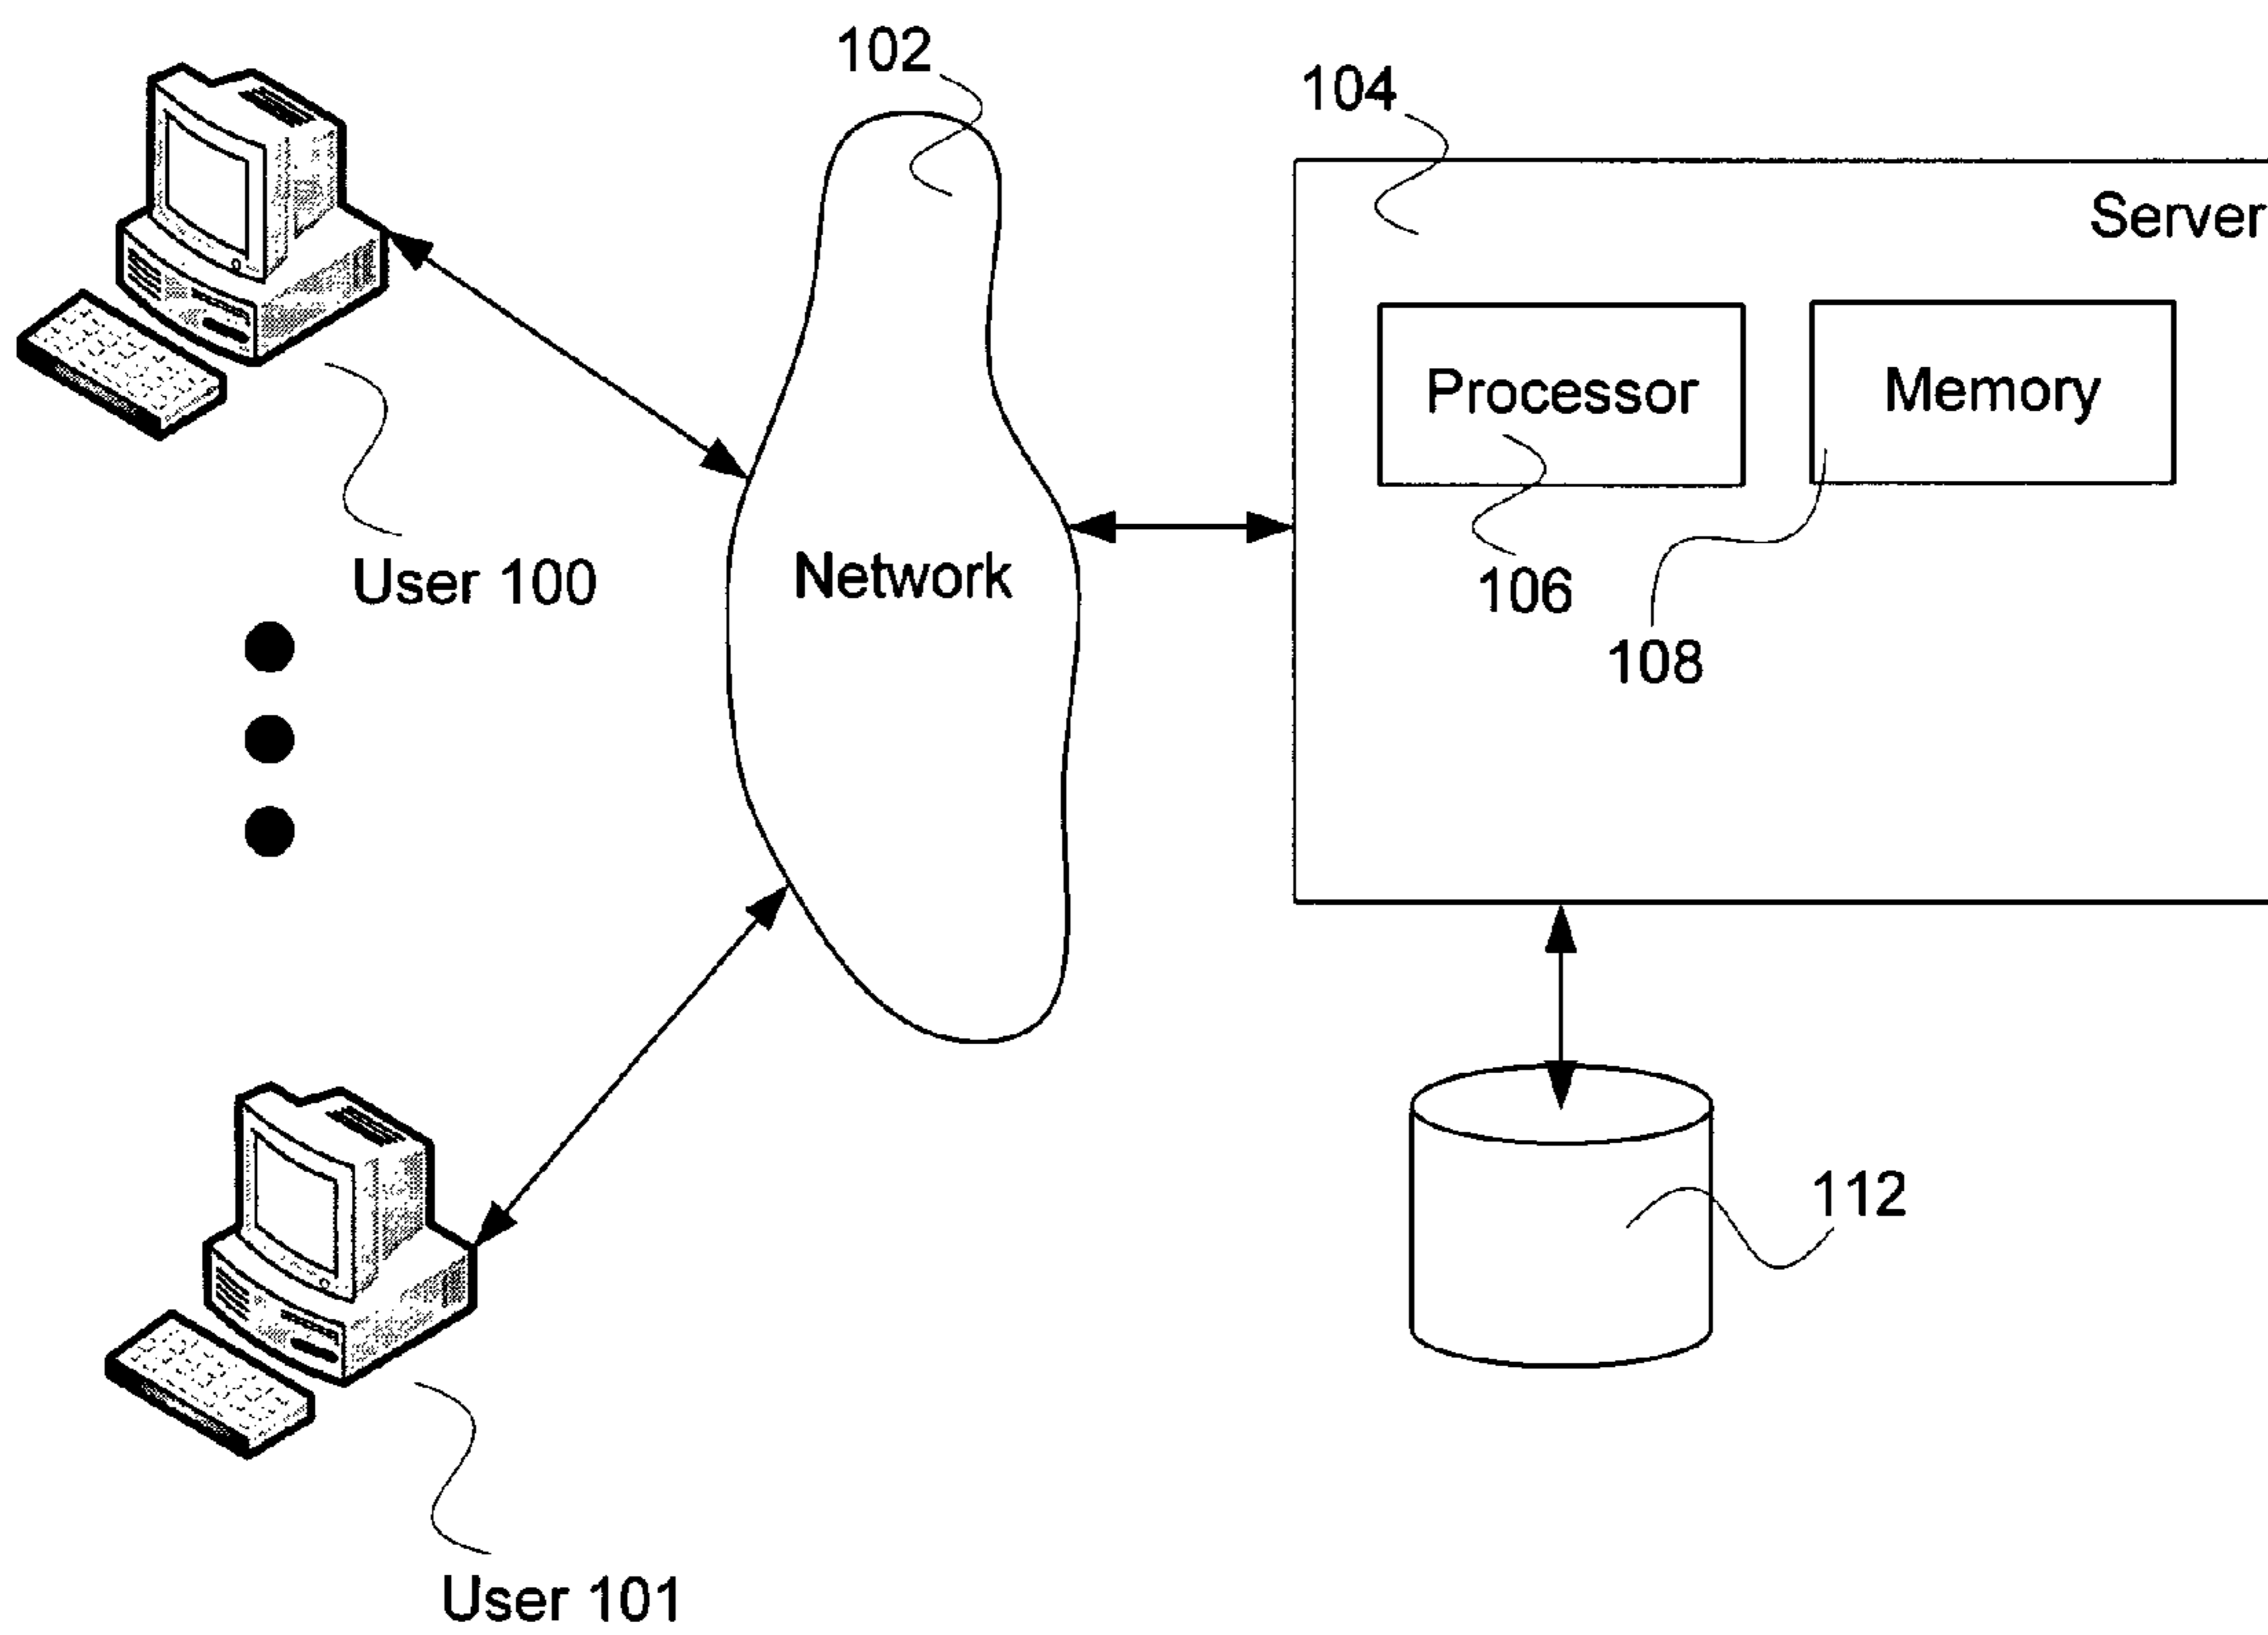 102
104
Server
Processor
Memory
User 100
Network
106
108
112
User 101